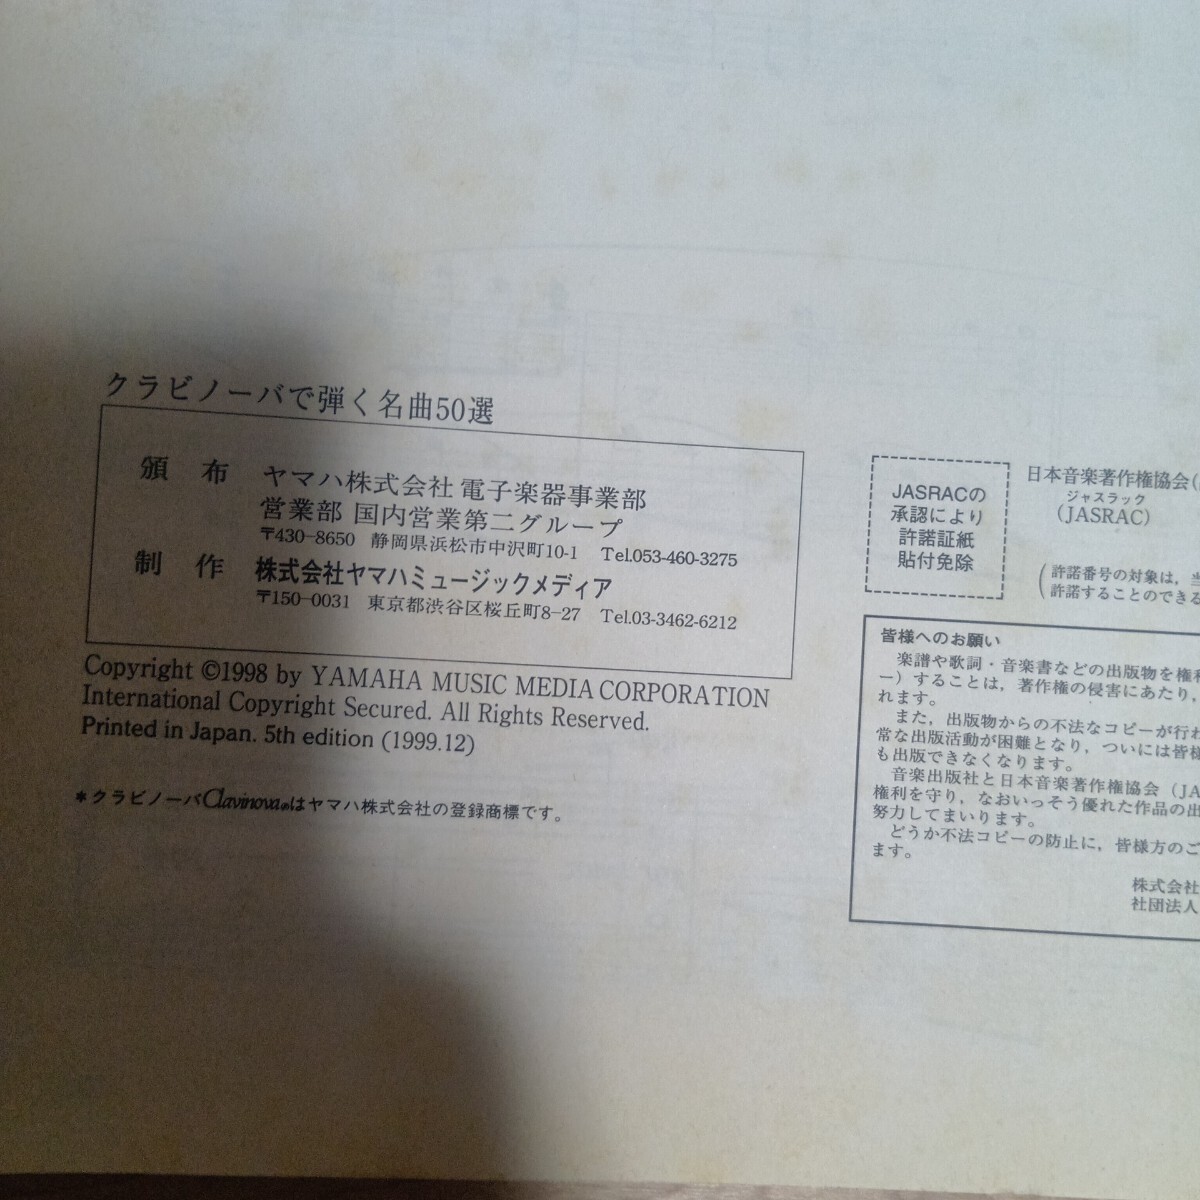 クラビノーバで弾く名曲50選
頒 布 ヤマハ株式会社 電子楽器事業部
営業部 国内営業第二グループ
〒430-8650 静岡県浜松市中沢町10-1 Tel.053-460-3275
制 作 株式会社ヤマハミュージックメディア
〒150-0031 東京都渋谷区桜丘町8-27 Tel.03-3462-6212
Copyright ©1998 by YAMAHA MUSIC MEDIA CORPORATION
International Copyright Secured. All Rights Reserved.
Printed in Japan. 5th edition (1999.12)
*クラビノーバClavinovaⓂはヤマハ株式会社の登録商標です。
JASRACの
承認により
許諾証紙
貼付免除
日本音楽著作権協会(
ジャスラック
(JASRAC)
(許諾番号の対象は，当
許諾することのできる
皆様へのお願い
楽譜や歌詞・音楽書などの出版物を権利
ー）することは，著作権の侵害にあたり，
れます。
また，出版物からの不法なコピーが行わ
常な出版活動が困難となり，ついには皆様
も出版できなくなります。
音楽出版社と日本音楽著作権協会（JA
権利を守り，なおいっそう優れた作品の出
努力してまいります。
どうか不法コピーの防止に，皆様方のご
ます。
株式会社
社団法人